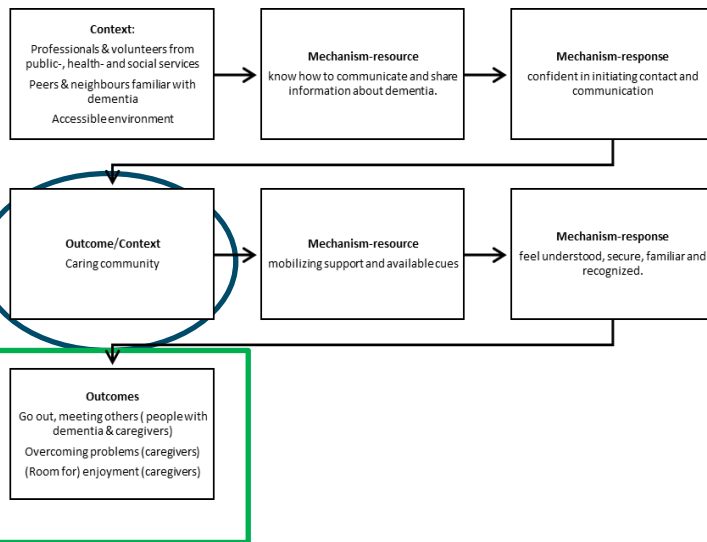 Context:
Professionals & volunteers from
public-, health- and social services
Peers & neighbours familiar with
dementia
Accessible environment
Mechanism-resource
know how to communicate and share
information about dementia.
Mechanism-response
confident in initiating contact and
communication
Outcome/Context
Caring community
Mechanism-resource
mobilizing support and available cues
Mechanism-response
feel understood, secure, familiar and
recognized.
Outcomes
Go out, meeting others ( people with
dementia & caregivers)
Overcoming problems (caregivers)
(Room for) enjoyment (caregivers)